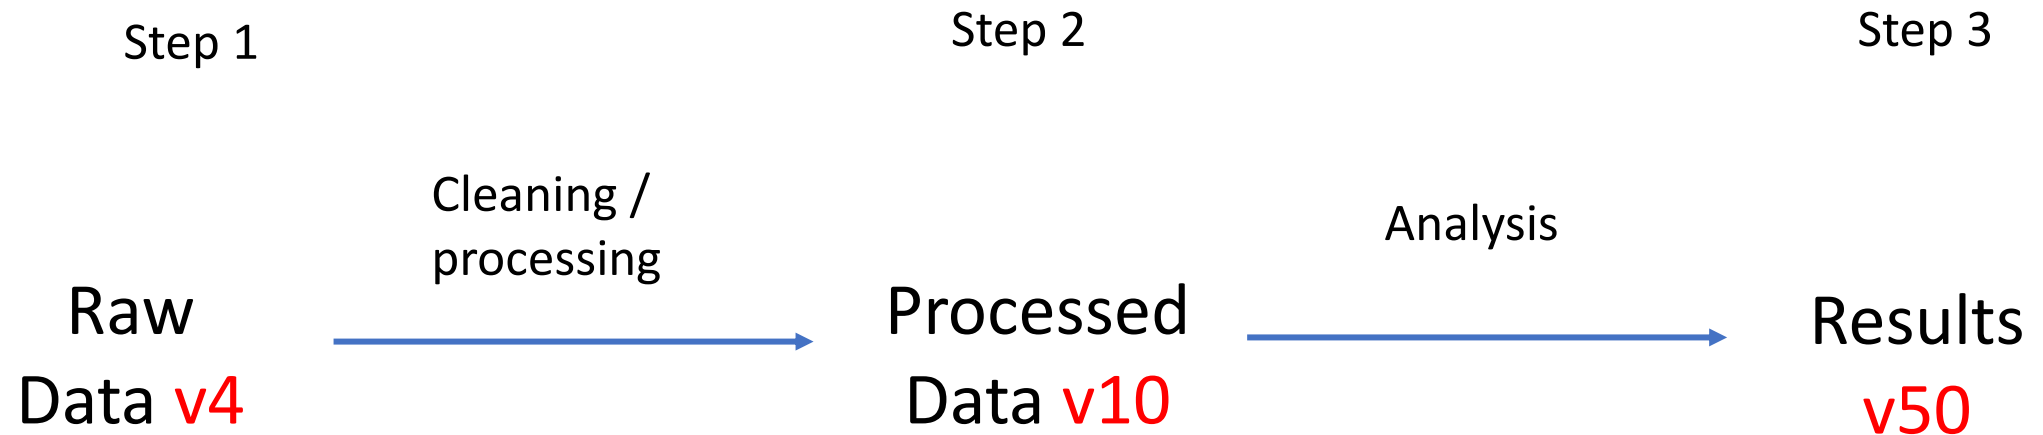 Step 1
Step 2
Step 3
Cleaning /
processing
Analysis
Raw
Data v4
Processed
Data v10
Results
v50